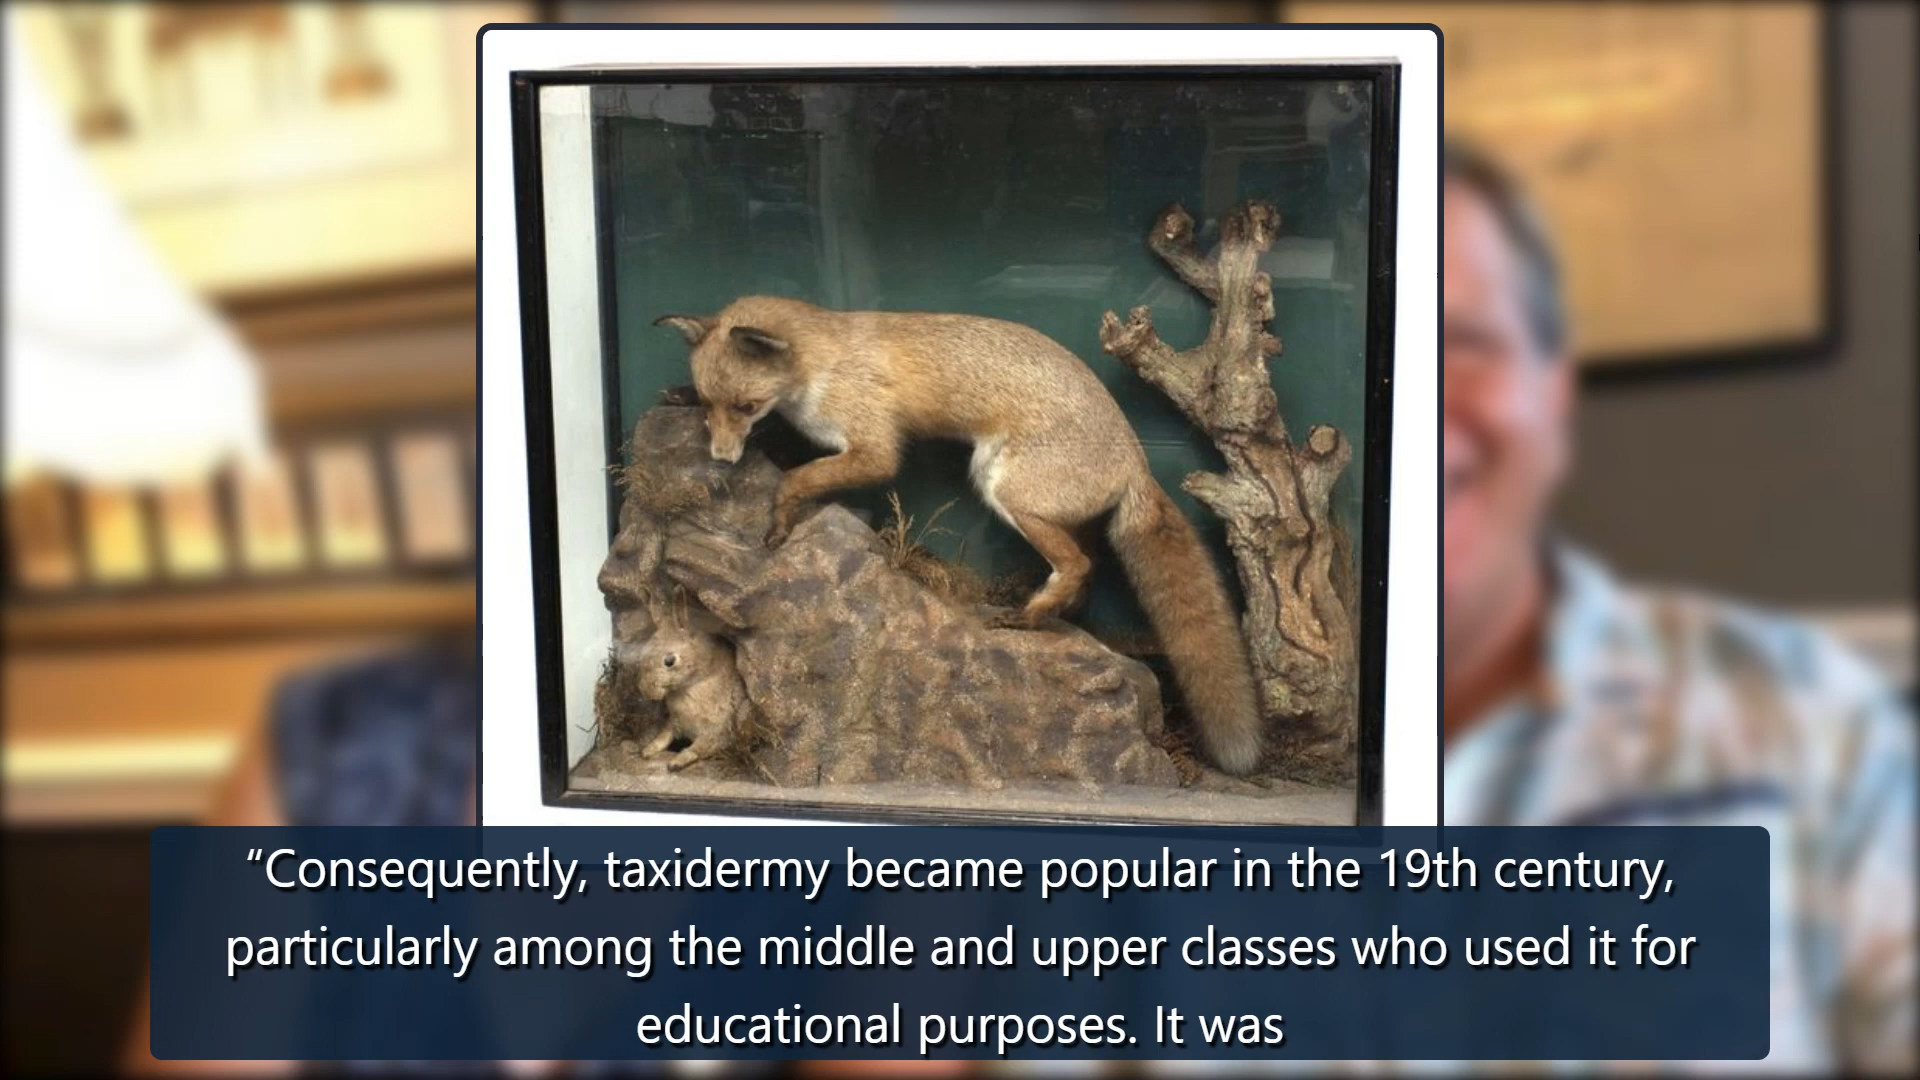 “Consequently, taxidermy became popular in the 19th century,
particularly among the middle and upper classes who used it for
educational purposes. It was